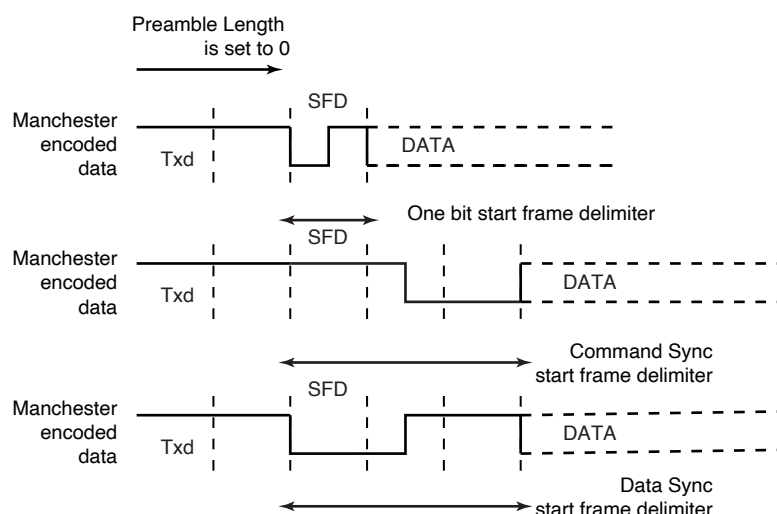 Preamble Length
is set to 0
SFD
Manchester
encoded
data
Txd
DATA
One bit start frame delimiter
SFD
Manchester
encoded
data
Txd
DATA
Command Sync
start frame delimiter
SFD
Manchester
encoded
data
Txd
DATA
Data Sync
start frame delimiter